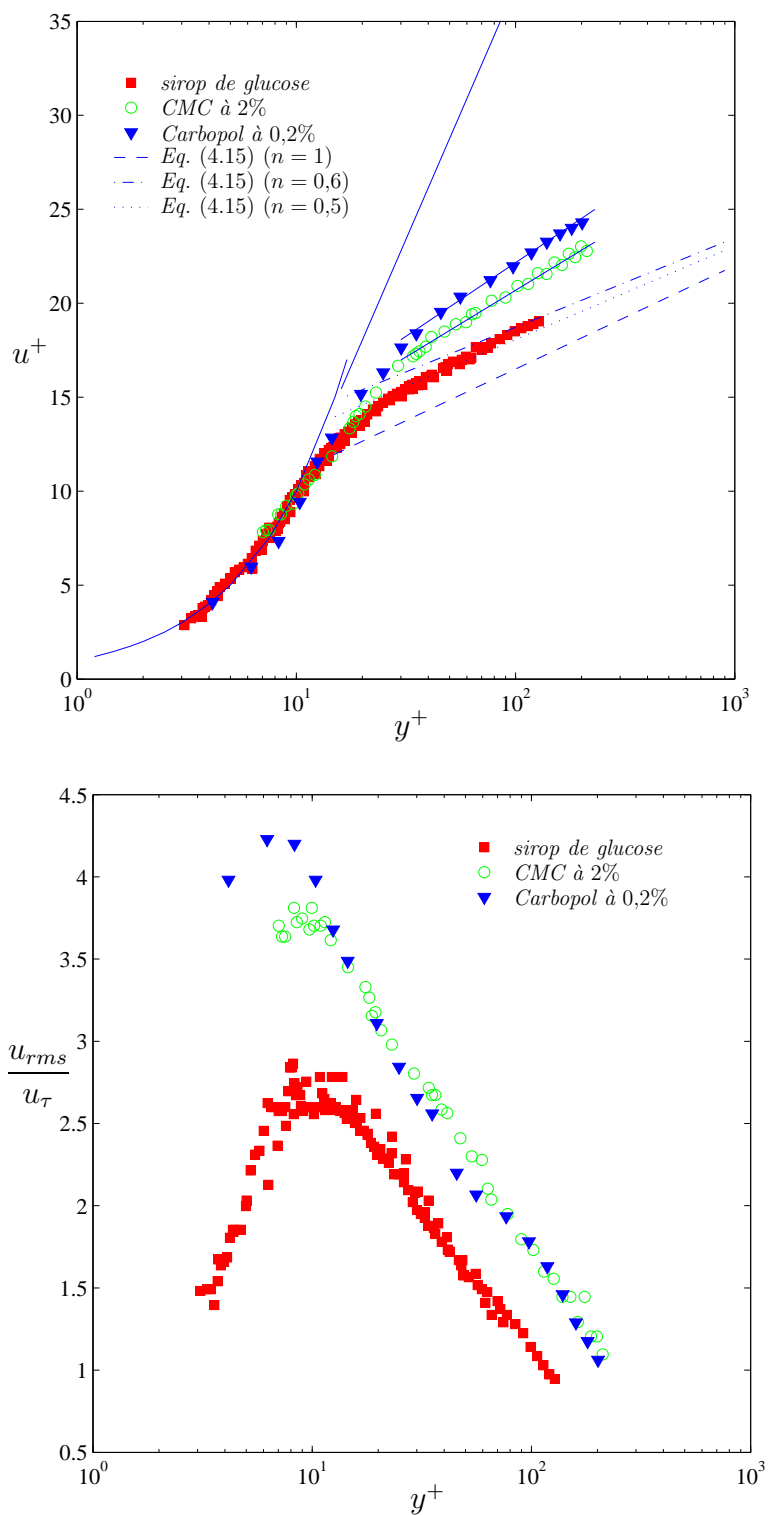 35
30
25
20
15
10
5
0
u⁺
sirop de glucose
CMC à 2%
Carbopol à 0,2%
Eq. (4.15) (n = 1)
Eq. (4.15) (n = 0,6)
Eq. (4.15) (n = 0,5)
10⁰ 10¹ 10² 10³
y⁺
4.5
4
3.5
3
2.5
2
1.5
1
0.5
u_rms
u_τ
sirop de glucose
CMC à 2%
Carbopol à 0,2%
10⁰ 10¹ 10² 10³
y⁺